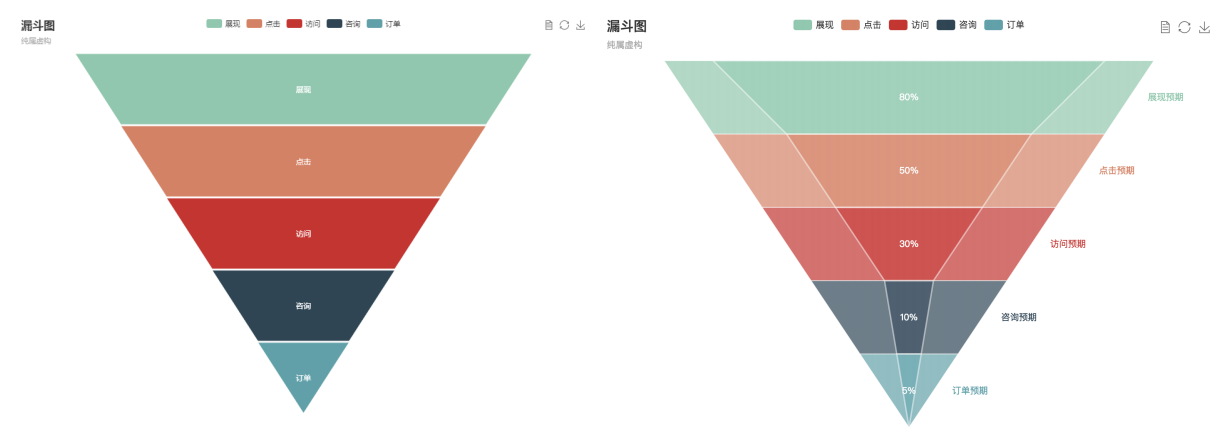 漏斗图
纯属虚构
展现 点击 访问 咨询 订单
展现
点击
访问
咨询
订单
漏斗图
纯属虚构
展现 点击 访问 咨询 订单
80% 展现预期
50% 点击预期
30% 访问预期
10% 咨询预期
5% 订单预期